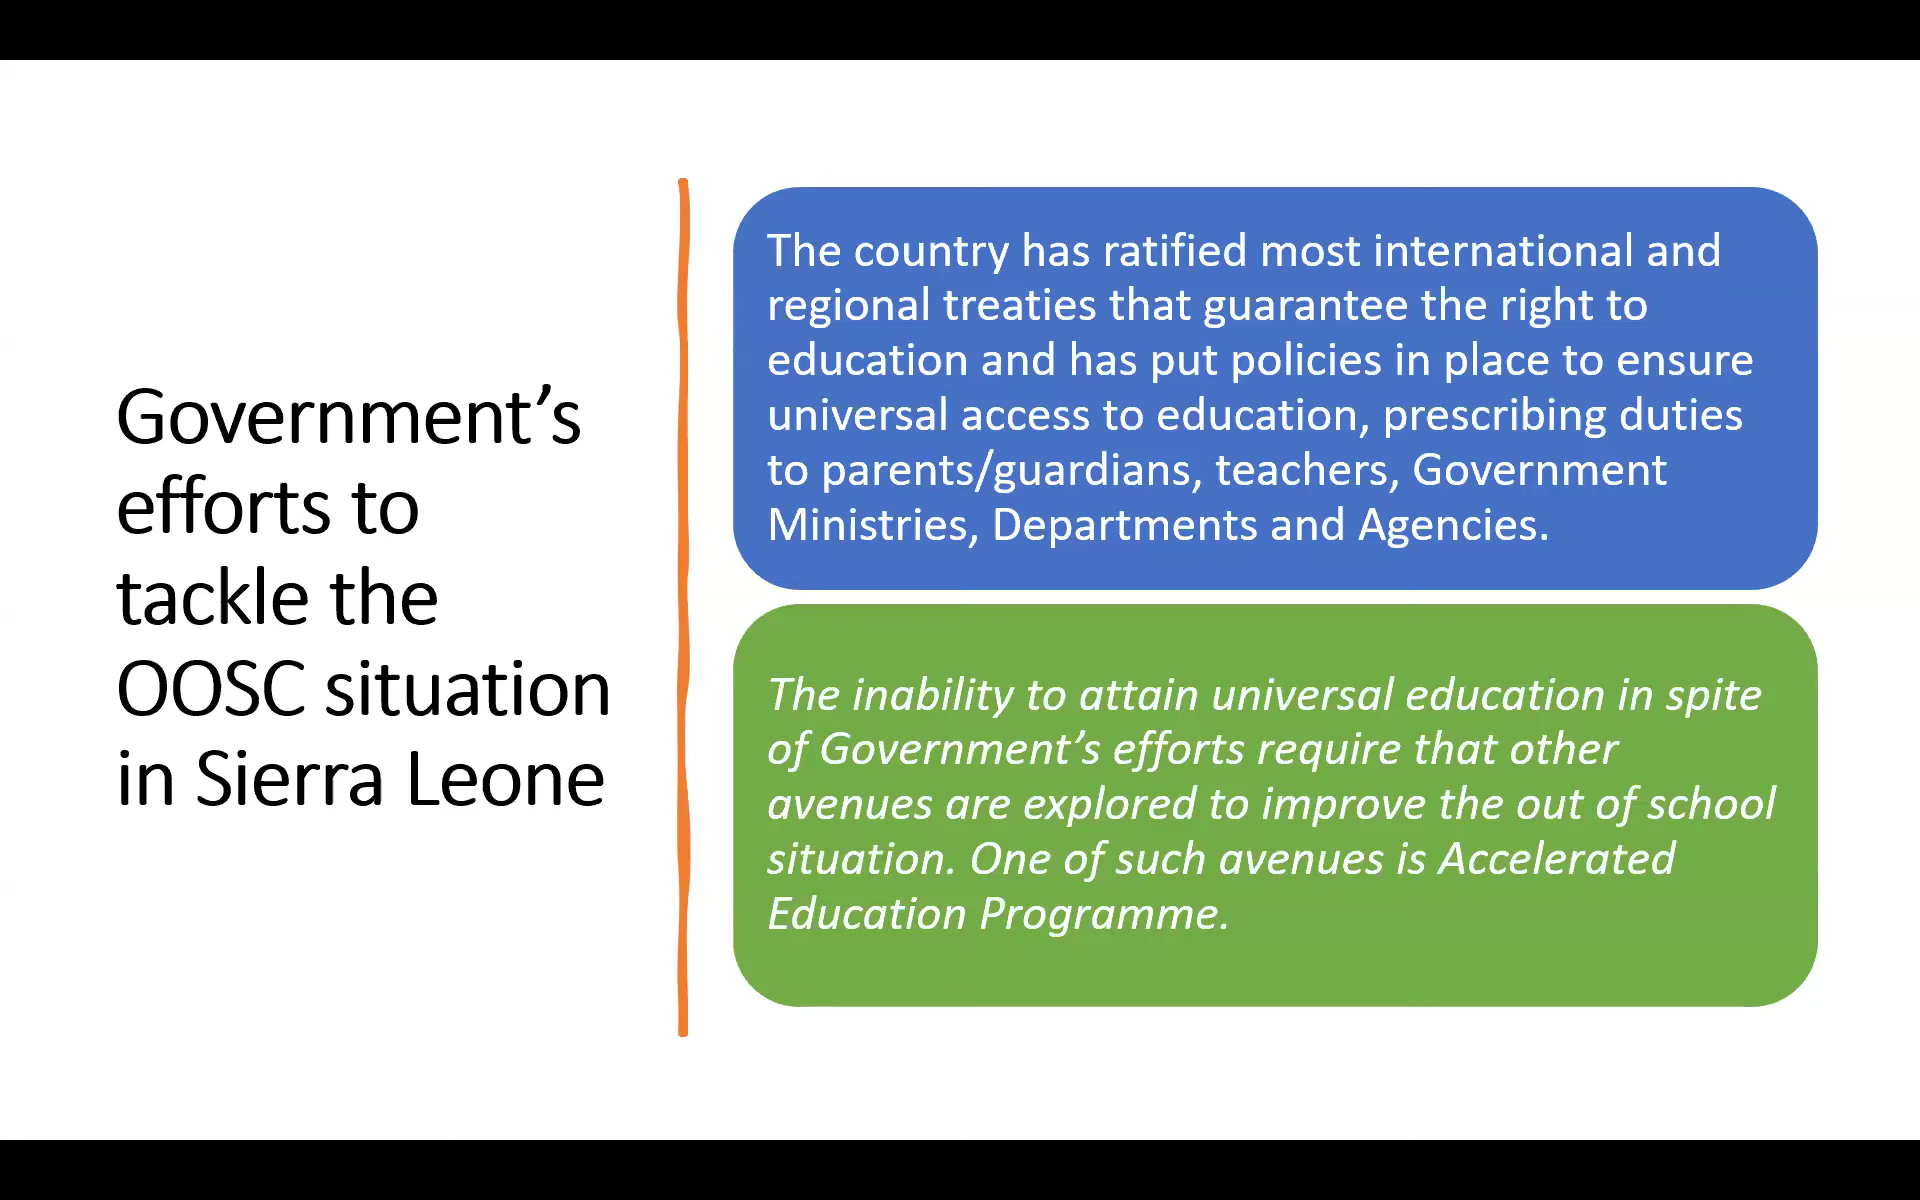 Government’s
efforts to
tackle the
OOSC situation
in Sierra Leone
The country has ratified most international and
regional treaties that guarantee the right to
education and has put policies in place to ensure
universal access to education, prescribing duties
to parents/guardians, teachers, Government
Ministries, Departments and Agencies.
The inability to attain universal education in spite
of Government’s efforts require that other
avenues are explored to improve the out of school
situation. One of such avenues is Accelerated
Education Programme.